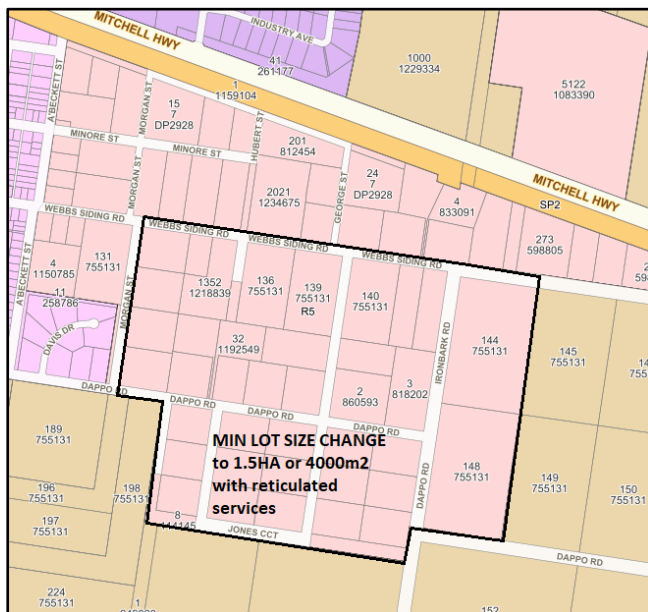 INDUSTRY AVE
MITCHELL HWY
41
261177
1000
1229334
5122
1083390
1
1159104
A'BECKETT ST
MORGAN ST
15
7
DP2928
HUBERT ST
201
812454
MINORE ST
MINORE ST
24
7
DP2928
MITCHELL HWY
SP2
2021
1234675
GEORGE ST
4
833091
MORGAN ST
WEBBS SIDING RD
WEBBS SIDING RD
WEBBS SIDING RD
WEBBS SIDING RD
273
598805
4
1150785
131
755131
A'BECKETT ST
11
258786
DAVIS DR
MORGAN ST
1352
1218839
136
755131
139
755131
R5
140
755131
IRONBARK RD
144
755131
145
755131
32
1192549
3
818202
2
860593
DAPPO RD
DAPPO RD
DAPPO RD
DAPPO RD
189
755131
196
755131
197
755131
198
755131
MIN LOT SIZE CHANGE
to 1.5HA or 4000m2
with reticulated
services
DAPPO RD
148
755131
149
755131
150
755131
8
JONES CCT
DAPPO RD
224
755131
1
152